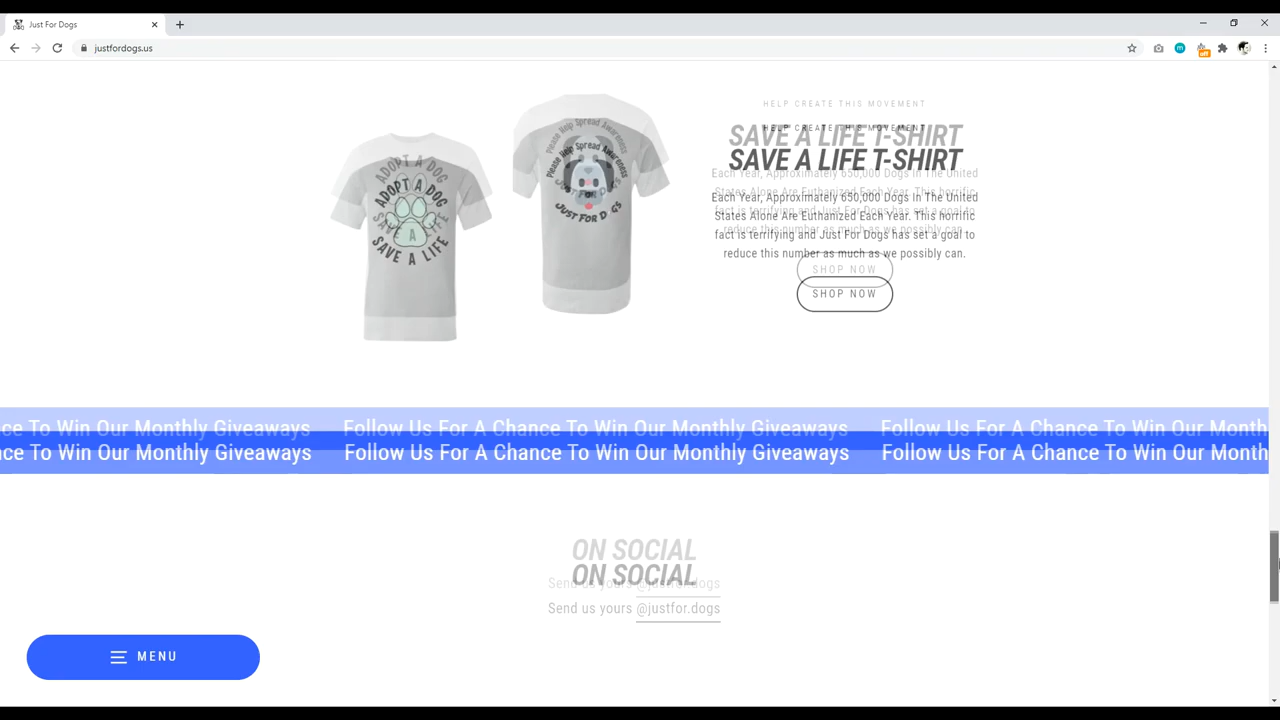 Just For Dogs
justfordogs.us
off
HELP CREATE THIS MOVEMENT
SAVE A LIFE T-SHIRT
Each Year, Approximately 650,000 Dogs In The United
States Alone Are Euthanized Each Year. This horrific
fact is terrifying and Just For Dogs has set a goal to
reduce this number as much as we possibly can.
SHOP NOW
ADOPT A DOG
SAVE A LIFE
Please Help Spread Awareness
JUST FOR DOGS
ce To Win Our Monthly Giveaways Follow Us For A Chance To Win Our Monthly Giveaways Follow Us For A Chance To Win Our Month
ON SOCIAL
Send us yours @justfor.dogs
MENU